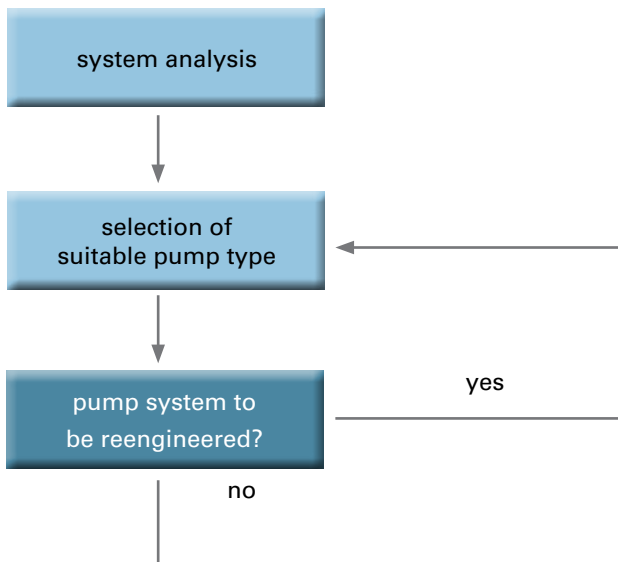 system analysis
selection of
suitable pump type
pump system to
be reengineered?
yes
no